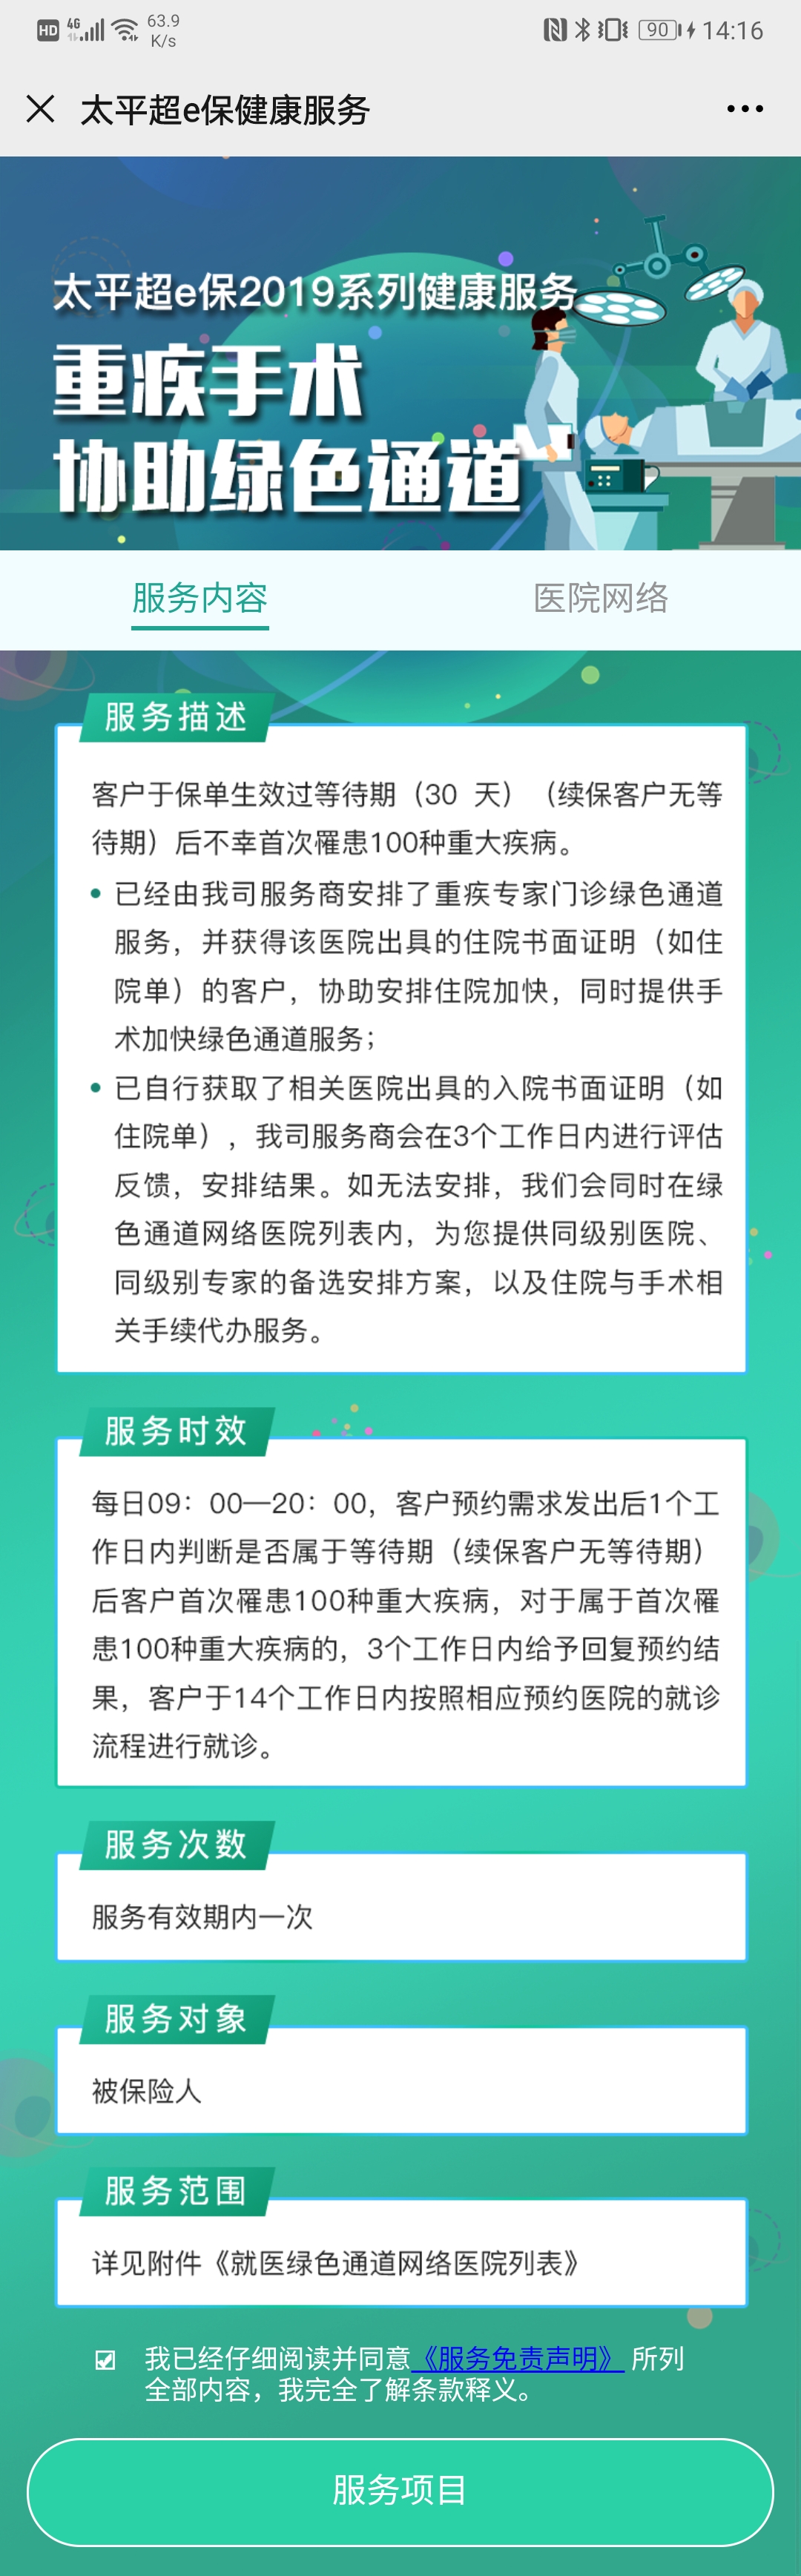 HD 4G 63.9 K/s 90 14:16
太平超e保健康服务
太平超e保2019系列健康服务
重疾手术
协助绿色通道
服务内容 医院网络
服务描述
客户于保单生效过等待期（30 天）（续保客户无等
待期）后不幸首次罹患100种重大疾病。
已经由我司服务商安排了重疾专家门诊绿色通道
服务，并获得该医院出具的住院书面证明（如住
院单）的客户，协助安排住院加快，同时提供手
术加快绿色通道服务；
已自行获取了相关医院出具的入院书面证明（如
住院单），我司服务商会在3个工作日内进行评估
反馈，安排结果。如无法安排，我们会同时在绿
色通道网络医院列表内，为您提供同级别医院、
同级别专家的备选安排方案，以及住院与手术相
关手续代办服务。
服务时效
每日09：00—20：00，客户预约需求发出后1个工
作日内判断是否属于等待期（续保客户无等待期）
后客户首次罹患100种重大疾病，对于属于首次罹
患100种重大疾病的，3个工作日内给予回复预约结
果，客户于14个工作日内按照相应预约医院的就诊
流程进行就诊。
服务次数
服务有效期内一次
服务对象
被保险人
服务范围
详见附件《就医绿色通道网络医院列表》
我已经仔细阅读并同意《服务免责声明》 所列
全部内容，我完全了解条款释义。
服务项目